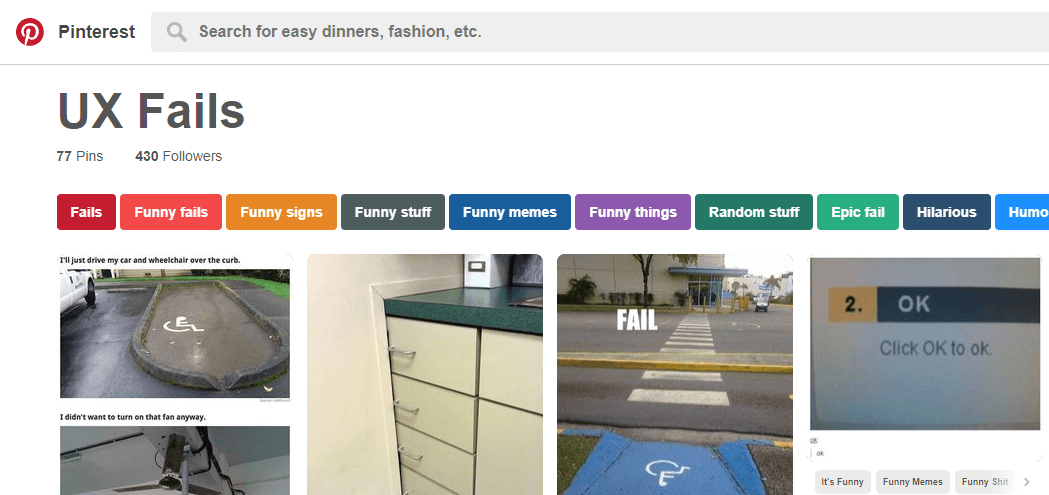 Pinterest
Search for easy dinners, fashion, etc.
UX Fails
77 Pins 430 Followers
Fails Funny fails Funny signs Funny stuff Funny memes Funny things Random stuff Epic fail Hilarious Humo
I'll just drive my car and wheelchair over the curb.
I didn't want to turn on that fan anyway.
FAIL
2. OK
Click OK to ok.
ok
It's Funny Funny Memes Funny Shit